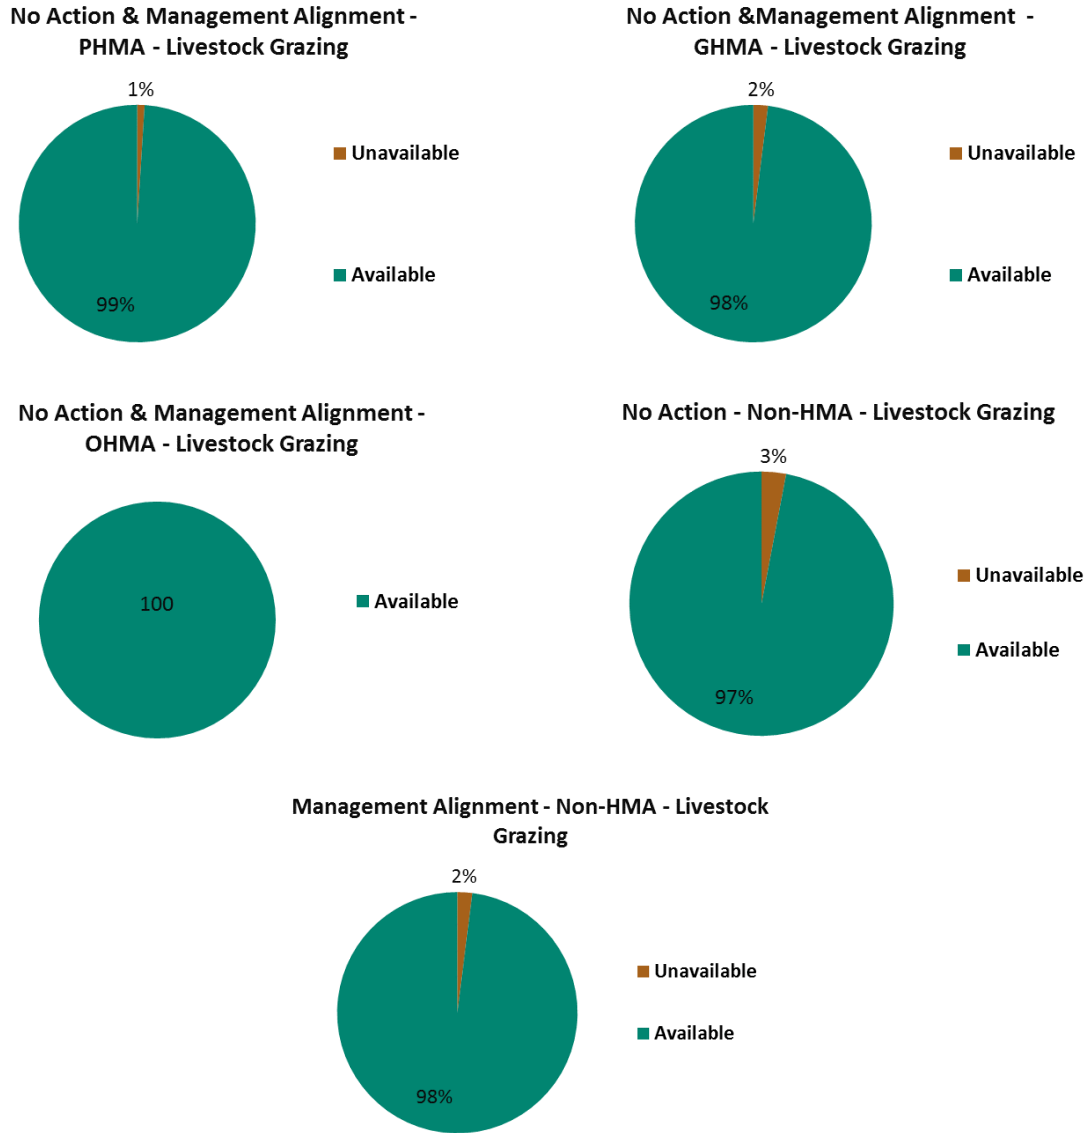 No Action & Management Alignment -
PHMA - Livestock Grazing
1%
Unavailable
Available
99%
No Action &Management Alignment -
GHMA - Livestock Grazing
2%
Unavailable
Available
98%
No Action & Management Alignment -
OHMA - Livestock Grazing
100
Available
No Action - Non-HMA - Livestock Grazing
3%
Unavailable
Available
97%
Management Alignment - Non-HMA - Livestock
Grazing
2%
Unavailable
Available
98%